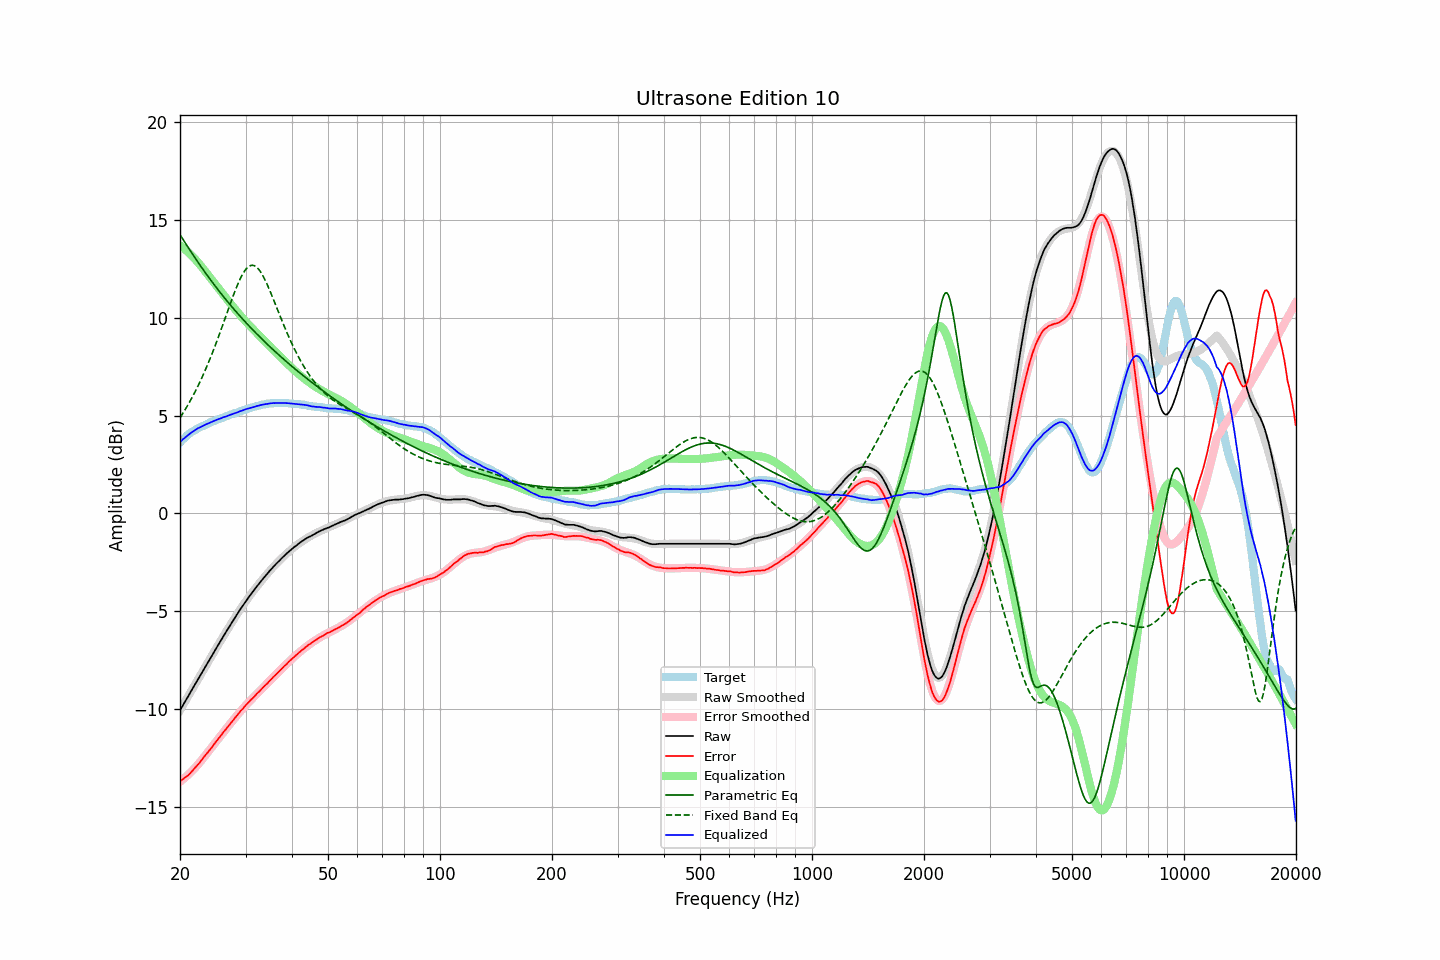 Ultrasone Edition 10
20
15
10
5
0
−5
−10
−15
Amplitude (dBr)
Target
Raw Smoothed
Error Smoothed
Raw
Error
Equalization
Parametric Eq
Fixed Band Eq
Equalized
20 50 100 200 500 1000 2000 5000 10000 20000
Frequency (Hz)